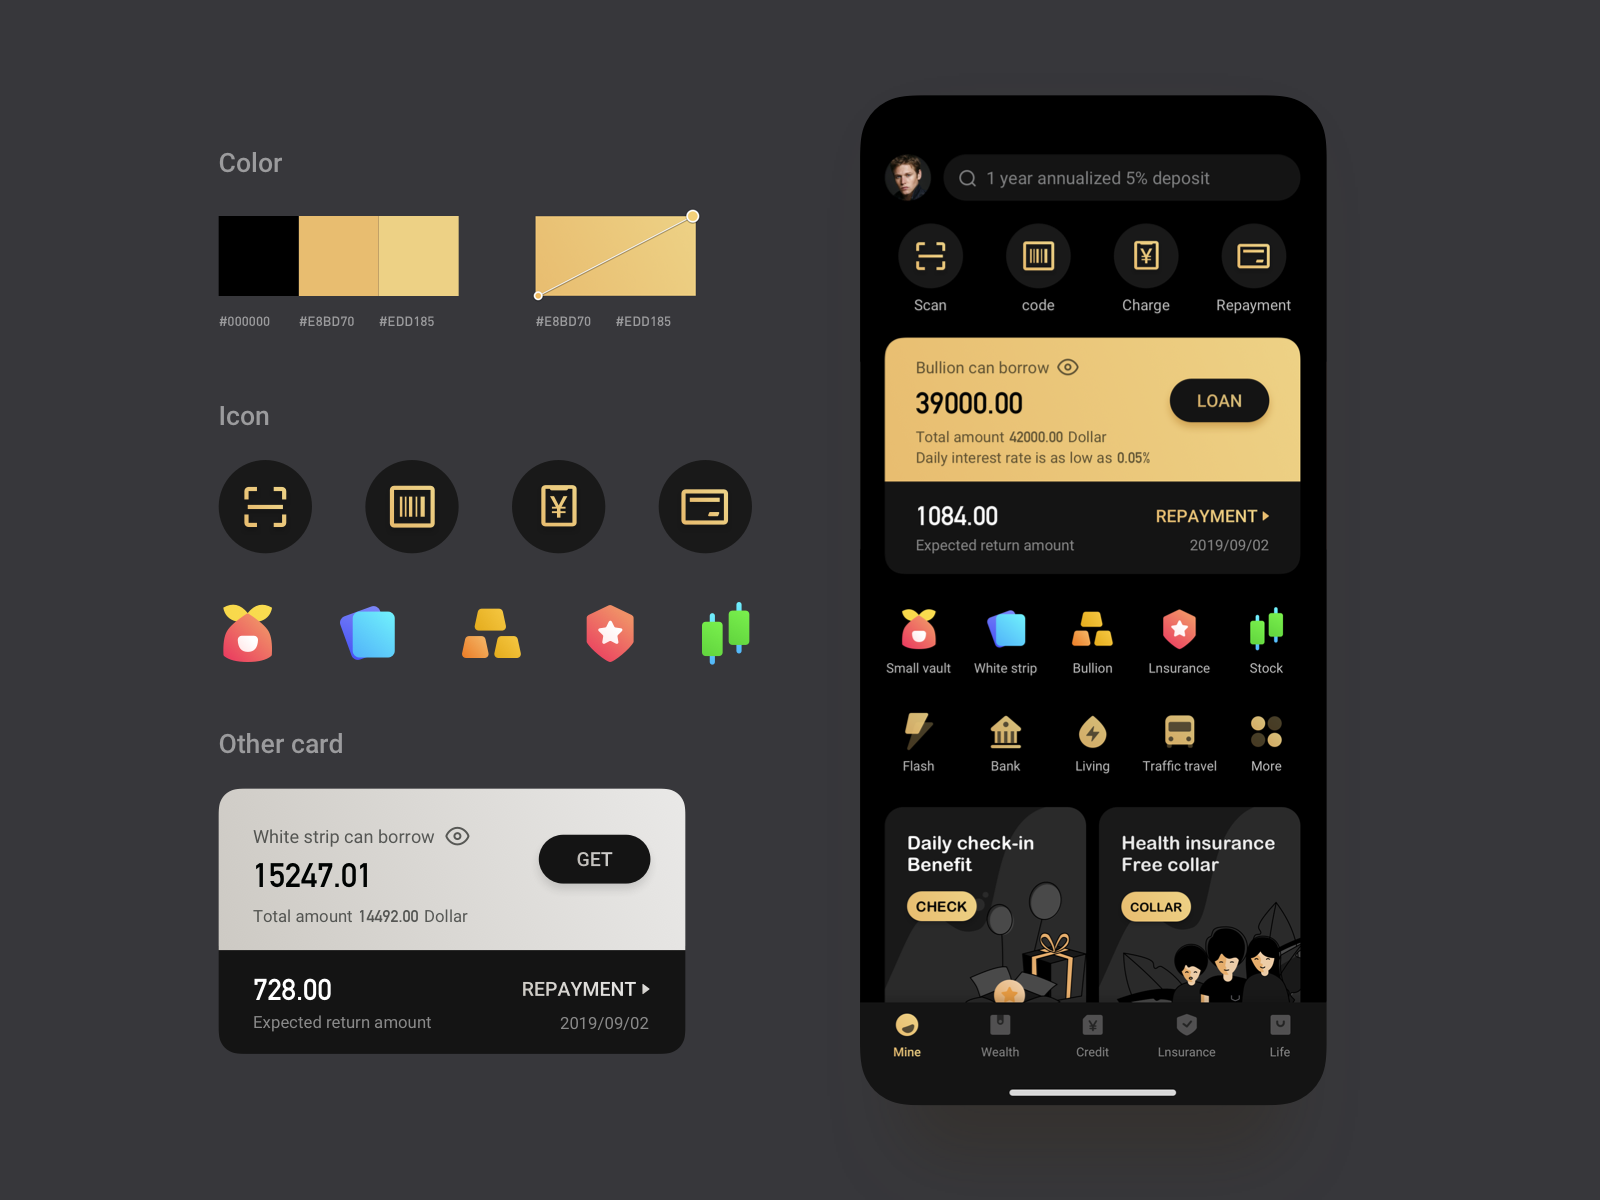 Color
#000000 #E8BD70 #EDD185
#E8BD70 #EDD185
Icon
¥
Other card
White strip can borrow
15247.01
GET
Total amount 14492.00 Dollar
728.00
REPAYMENT
Expected return amount
2019/09/02
1 year annualized 5% deposit
¥
Scan code Charge Repayment
Bullion can borrow
39000.00
LOAN
Total amount 42000.00 Dollar
Daily interest rate is as low as 0.05%
1084.00
REPAYMENT
Expected return amount
2019/09/02
Small vault White strip Bullion Lnsurance Stock
Flash Bank Living Traffic travel More
Daily check-in
Benefit
CHECK
Health insurance
Free collar
COLLAR
¥
Mine Wealth Credit Lnsurance Life